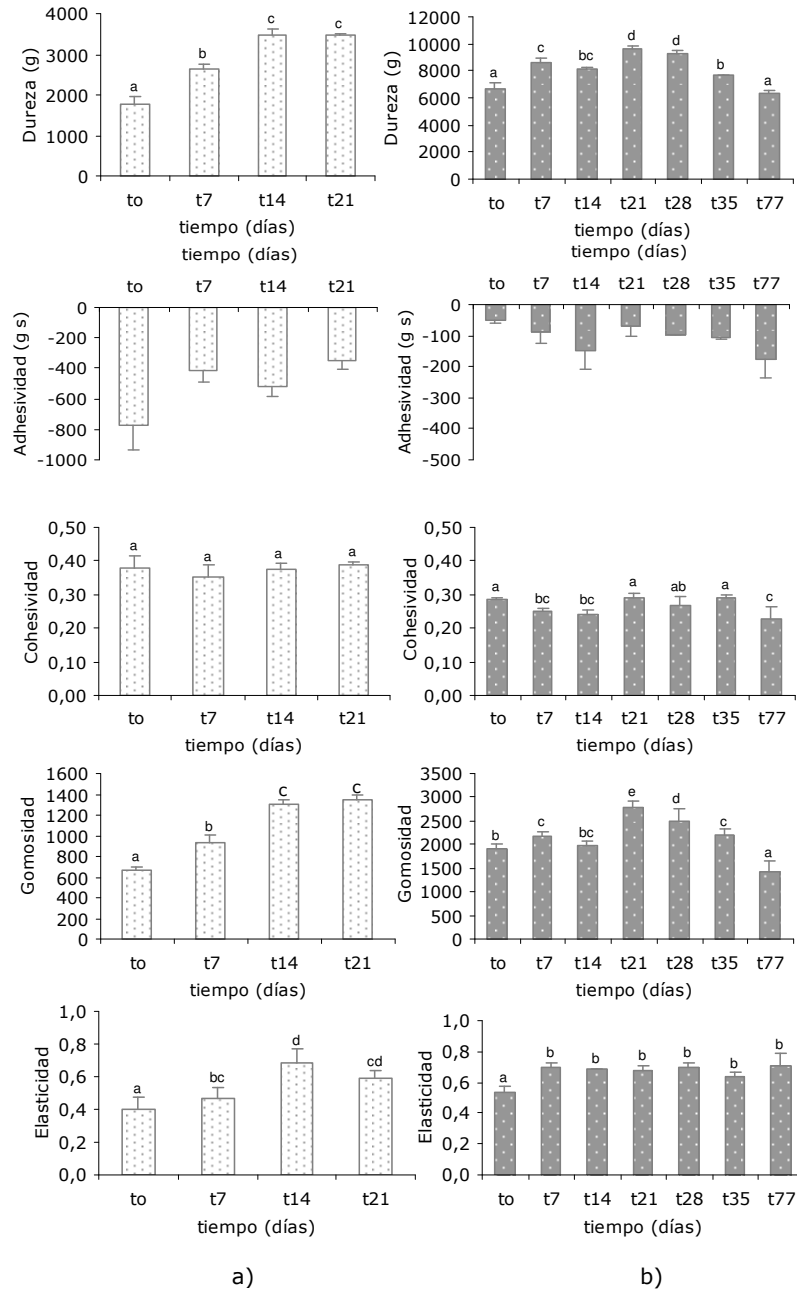 4000
3000
2000
1000
0
Dureza (g)
a
b
c
c
to
t7
t14
t21
tiempo (días)
12000
10000
8000
6000
4000
2000
0
Dureza (g)
a
c
bc
d
d
b
a
to
t7
t14
t21
t28
t35
t77
tiempo (días)
tiempo (días)
to
t7
t14
t21
0
-200
-400
-600
-800
-1000
Adhesividad (g s)
tiempo (días)
to
t7
t14
t21
t28
t35
t77
0
-100
-200
-300
-400
-500
Adhesividad (g s)
0,50
0,40
0,30
0,20
0,10
0,00
Cohesividad
a
a
a
a
to
t7
t14
t21
tiempo (días)
0,50
0,40
0,30
0,20
0,10
0,00
Cohesividad
a
bc
bc
a
ab
a
c
to
t7
t14
t21
t28
t35
t77
tiempo (días)
1600
1400
1200
1000
800
600
400
200
0
Gomosidad
a
b
c
c
to
t7
t14
t21
tiempo (días)
3500
3000
2500
2000
1500
1000
500
0
Gomosidad
b
c
bc
e
d
c
a
to
t7
t14
t21
t28
t35
t77
tiempo (días)
1,0
0,8
0,6
0,4
0,2
0,0
Elasticidad
a
bc
d
cd
to
t7
t14
t21
tiempo (días)
1,0
0,8
0,6
0,4
0,2
0,0
Elasticidad
a
b
b
b
b
b
b
to
t7
t14
t21
t28
t35
t77
tiempo (días)
a)
b)